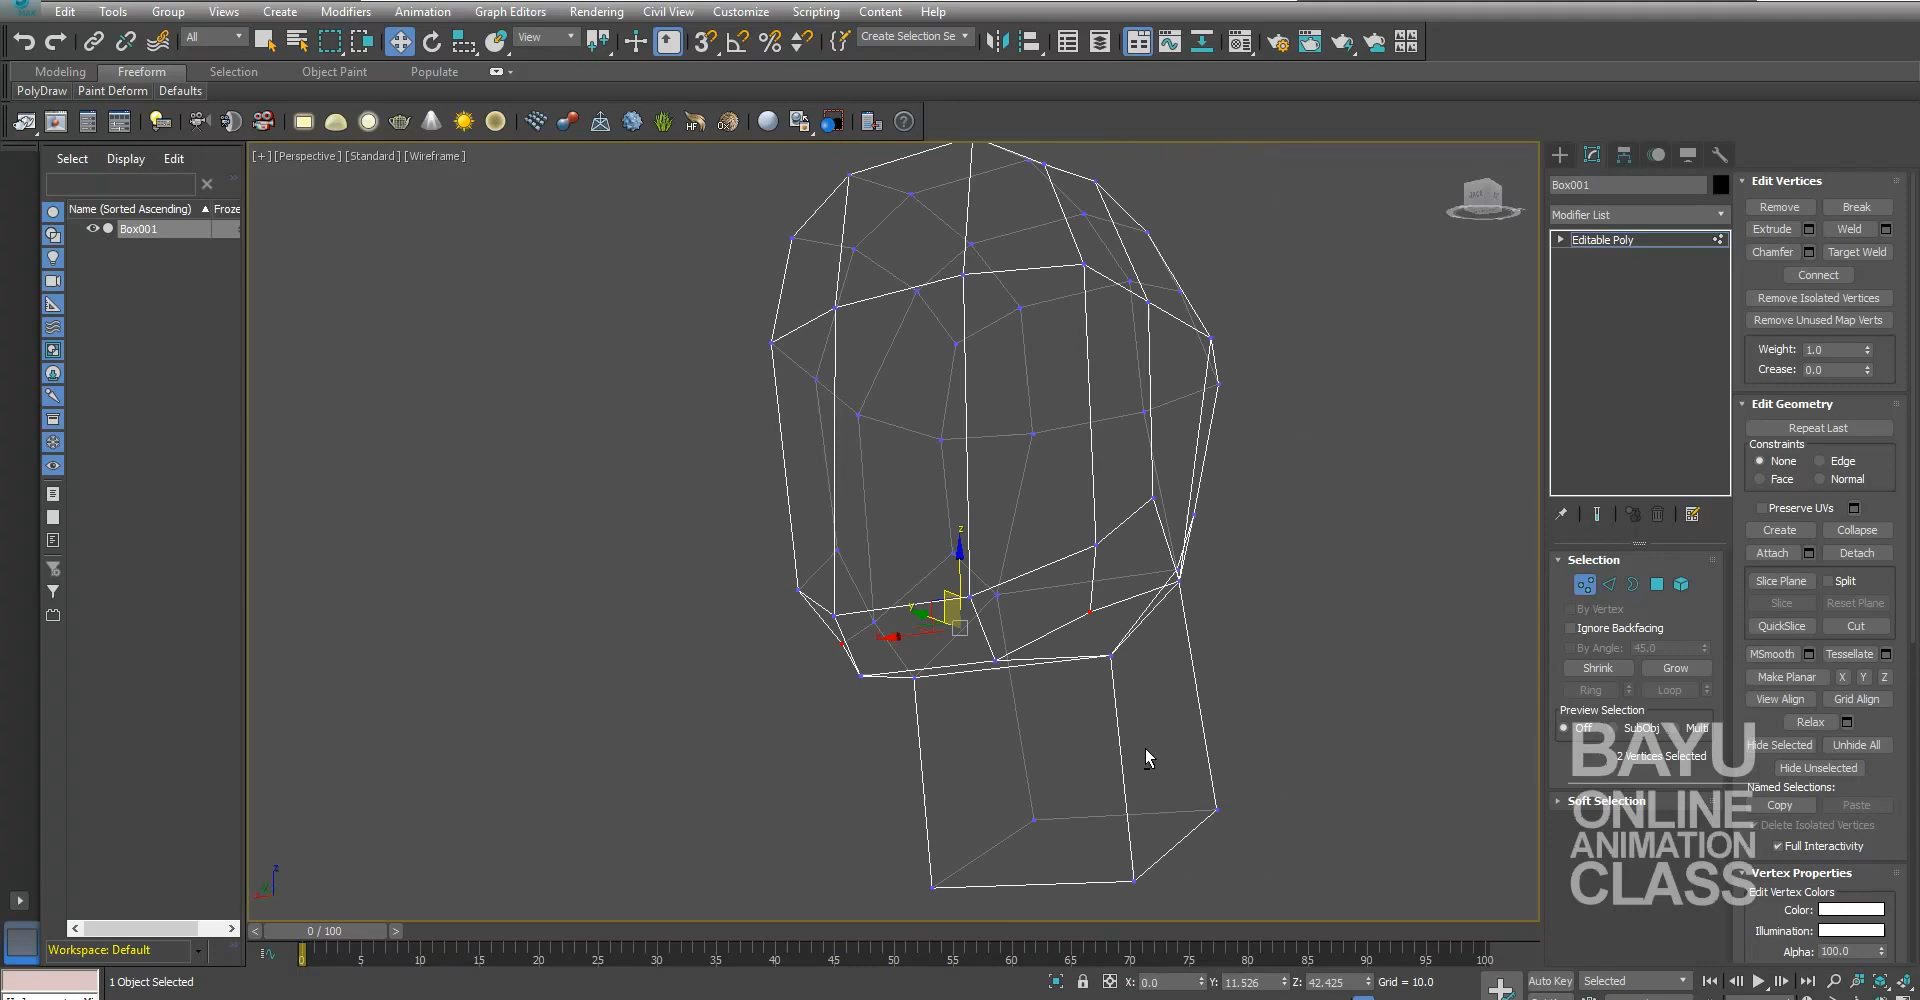 Edit Tools Group Views Create Modifiers Animation Graph Editors Rendering Civil View Customize Scripting Content Help
All View Create Selection Se
Modeling Freeform Selection Object Paint Populate
PolyDraw Paint Deform Defaults
Select Display Edit
[+] [Perspective] [Standard] [Wireframe]
Name (Sorted Ascending) Froze
Box001
Box001
Modifier List
Editable Poly
Selection
By Vertex
Ignore Backfacing
By Angle: 45.0
Shrink Grow
Ring Loop
Preview Selection
Off SubObj Multi
2 Vertices Selected
Soft Selection
Edit Vertices
Remove Break
Extrude Weld
Chamfer Target Weld
Connect
Remove Isolated Vertices
Remove Unused Map Verts
Weight: 1.0
Crease: 0.0
Edit Geometry
Repeat Last
Constraints
None Edge
Face Normal
Preserve UVs
Create Collapse
Attach Detach
Slice Plane Split
Slice Reset Plane
QuickSlice Cut
MSmooth Tessellate
Make Planar X Y Z
View Align Grid Align
Relax
Hide Selected Unhide All
Hide Unselected
Named Selections:
Copy Paste
Delete Isolated Vertices
Full Interactivity
Vertex Properties
Edit Vertex Colors
Color:
Illumination:
Alpha: 100.0
BAYU
ONLINE
ANIMATION
CLASS
z
y
z
0 / 100
Workspace: Default
0 5 10 15 20 25 30 35 40 45 50 55 60 65 70 75 80 85 90 95 100
1 Object Selected
X: 0.0 Y: 11.526 Z: 42.425 Grid = 10.0
Auto Key Selected